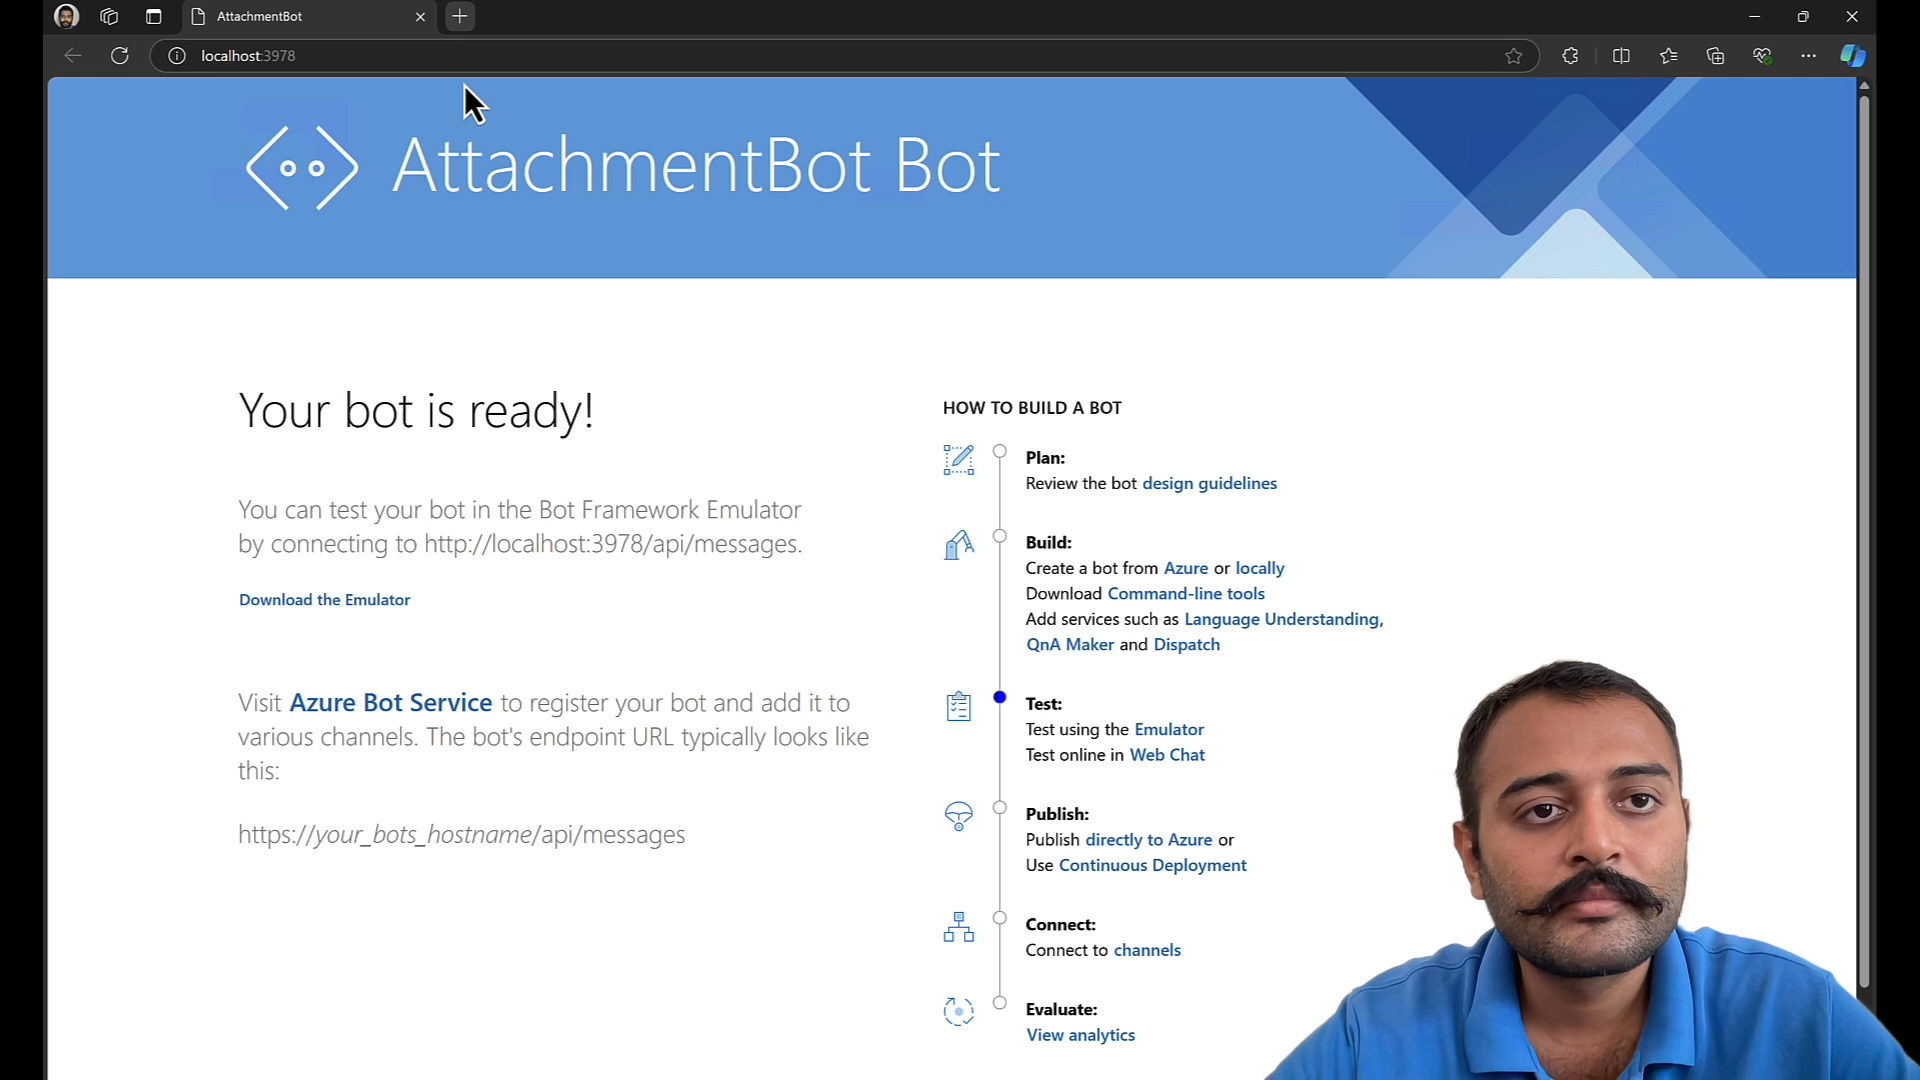 AttachmentBot
localhost:3978
AttachmentBot Bot
Your bot is ready!
You can test your bot in the Bot Framework Emulator
by connecting to http://localhost:3978/api/messages.
Download the Emulator
Visit Azure Bot Service to register your bot and add it to
various channels. The bot's endpoint URL typically looks like
this:
https://your_bots_hostname/api/messages
HOW TO BUILD A BOT
Plan:
Review the bot design guidelines
Build:
Create a bot from Azure or locally
Download Command-line tools
Add services such as Language Understanding,
QnA Maker and Dispatch
Test:
Test using the Emulator
Test online in Web Chat
Publish:
Publish directly to Azure or
Use Continuous Deployment
Connect:
Connect to channels
Evaluate:
View analytics